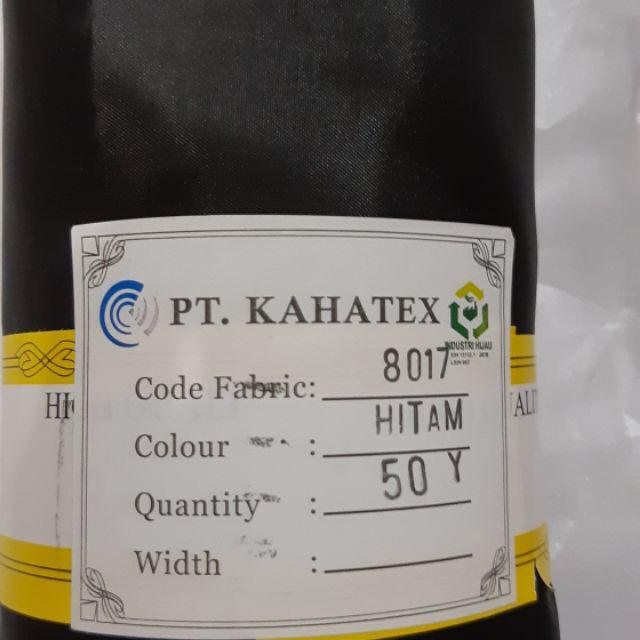 PT. KAHATEX
INDUSTRI HIJAU
Code Fabric: 8017
Colour : HITAM
Quantity : 50 Y
Width :